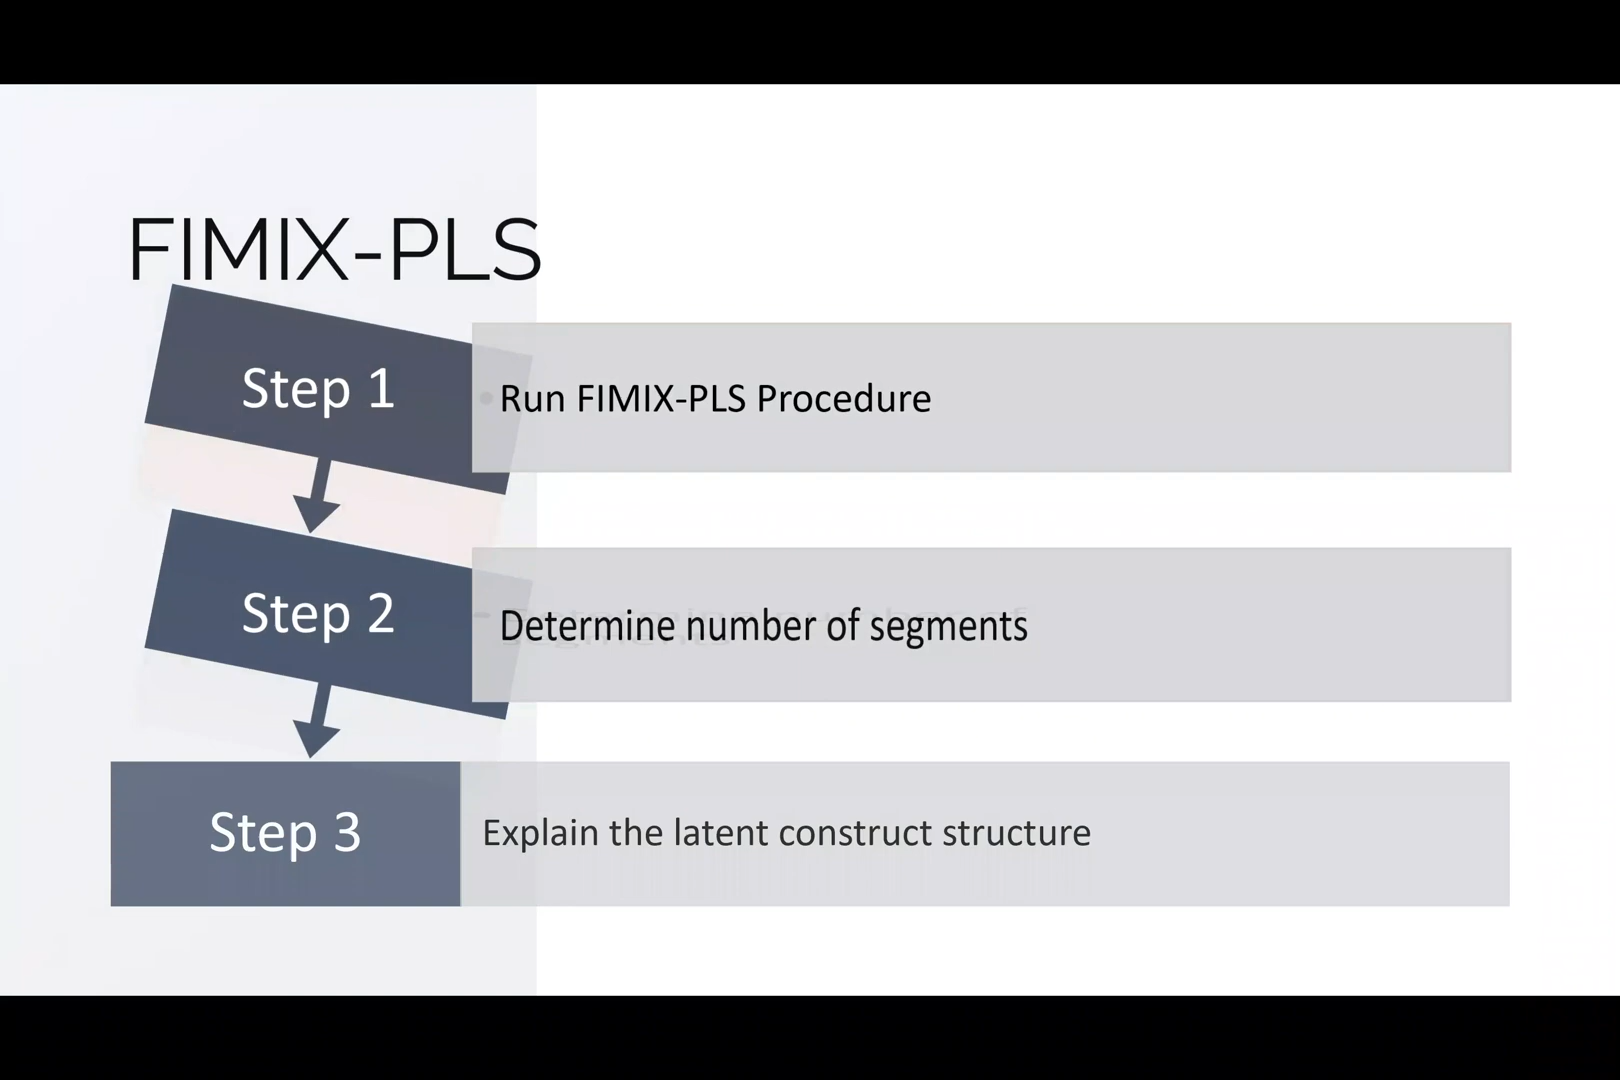 FIMIX-PLS
Step 1
Run FIMIX-PLS Procedure
Step 2
Determine number of segments
Step 3
Explain the latent construct structure